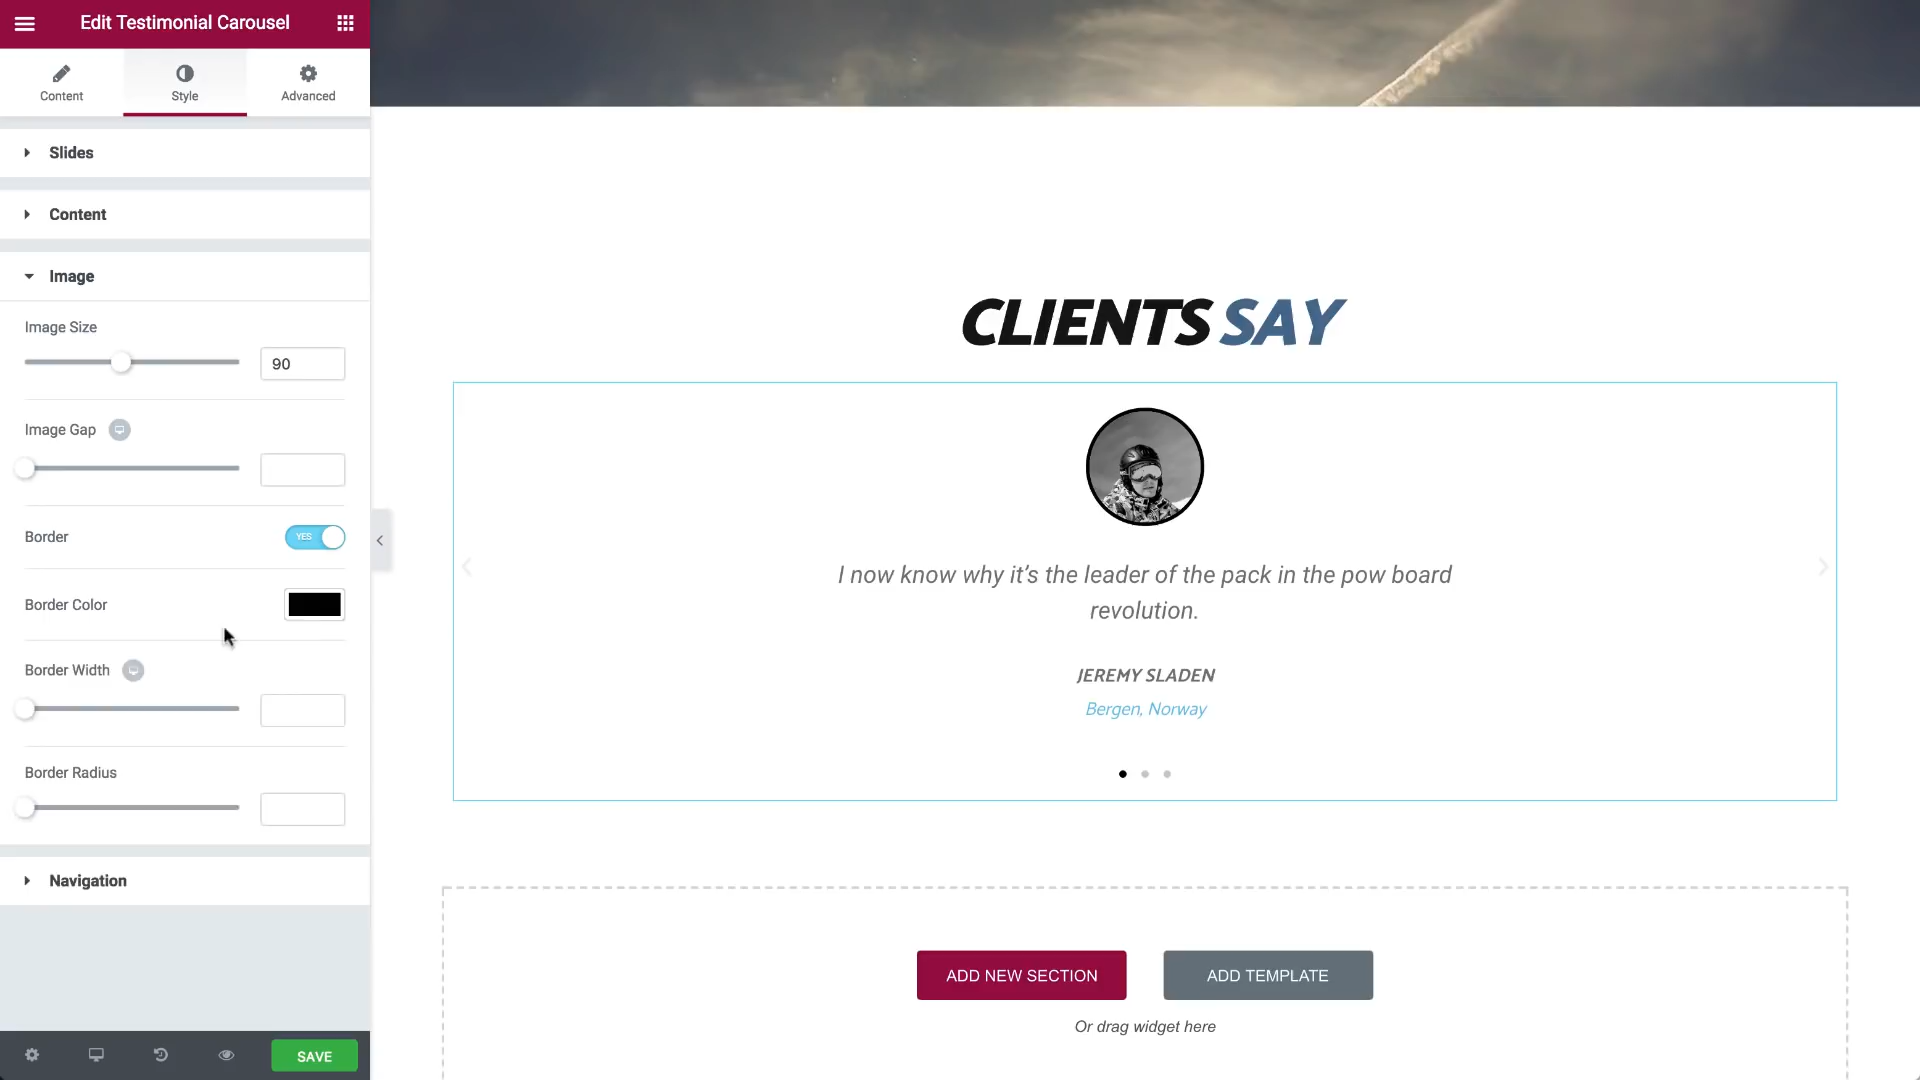 Edit Testimonial Carousel
Content
Style
Advanced
Slides
Content
Image
Image Size
90
Image Gap
Border
YES
Border Color
Border Width
Border Radius
Navigation
SAVE
CLIENTS SAY
I now know why it’s the leader of the pack in the pow board
revolution.
JEREMY SLADEN
Bergen, Norway
ADD NEW SECTION
ADD TEMPLATE
Or drag widget here